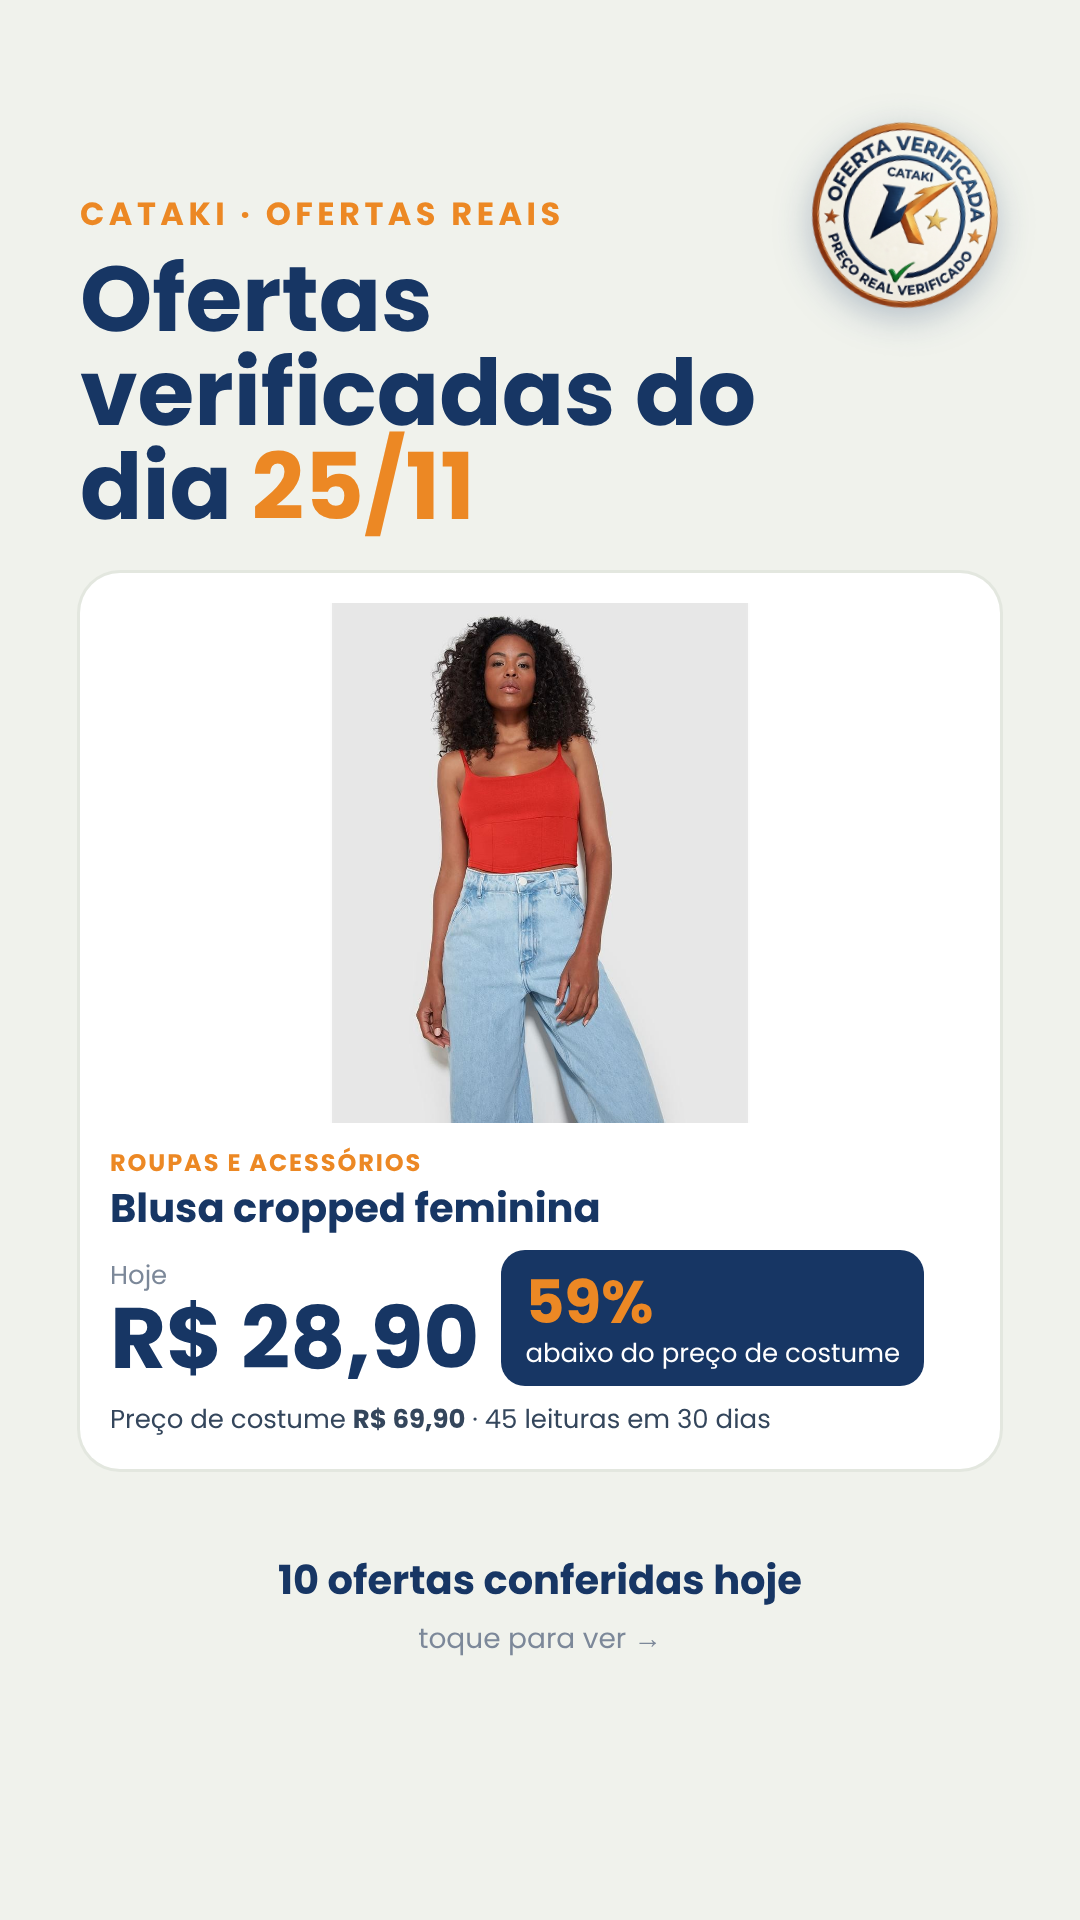 OFERTA VERIFICADA
CATAKI
PREÇO REAL VERIFICADO
CATAKI · OFERTAS REAIS
Ofertas
verificadas do
dia 25/11
ROUPAS E ACESSÓRIOS
Blusa cropped feminina
Hoje
R$ 28,90
59%
abaixo do preço de costume
Preço de costume R$ 69,90 · 45 leituras em 30 dias
10 ofertas conferidas hoje
toque para ver →